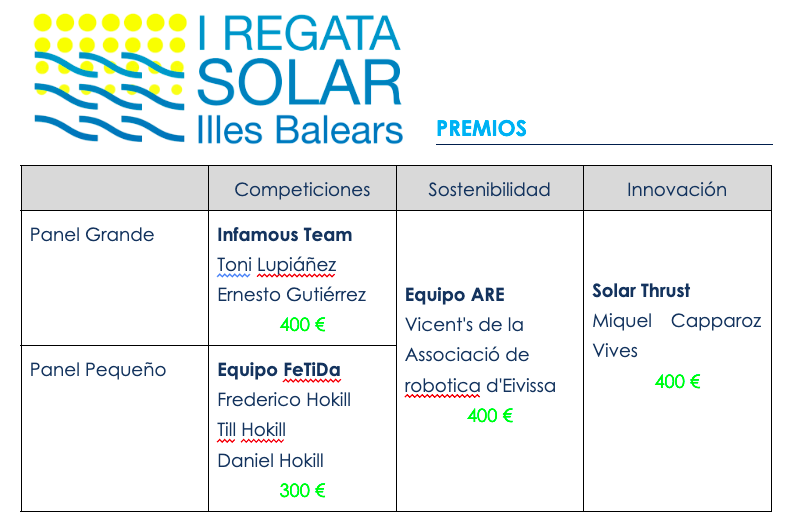 I REGATA
SOLAR
Illes Balears
PREMIOS
Competiciones
Sostenibilidad
Innovación
Panel Grande
Infamous Team
Toni Lupiáñez
Ernesto Gutiérrez
400 €
Panel Pequeño
Equipo FeTiDa
Frederico Hokill
Till Hokill
Daniel Hokill
300 €
Equipo ARE
Vicent's de la
Associació de
robotica d'Eivissa
400 €
Solar Thrust
Miquel Capparoz
Vives
400 €